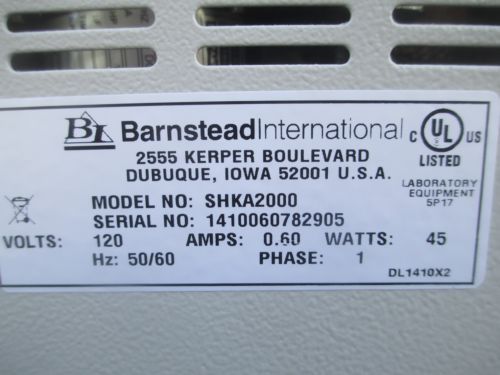 BI BarnsteadInternational
2555 KERPER BOULEVARD
DUBUQUE, IOWA 52001 U.S.A.
C UL US
LISTED
LABORATORY
EQUIPMENT
5P17
MODEL NO: SHKA2000
SERIAL NO: 1410060782905
VOLTS: 120 AMPS: 0.60 WATTS: 45
Hz: 50/60 PHASE: 1
DL1410X2